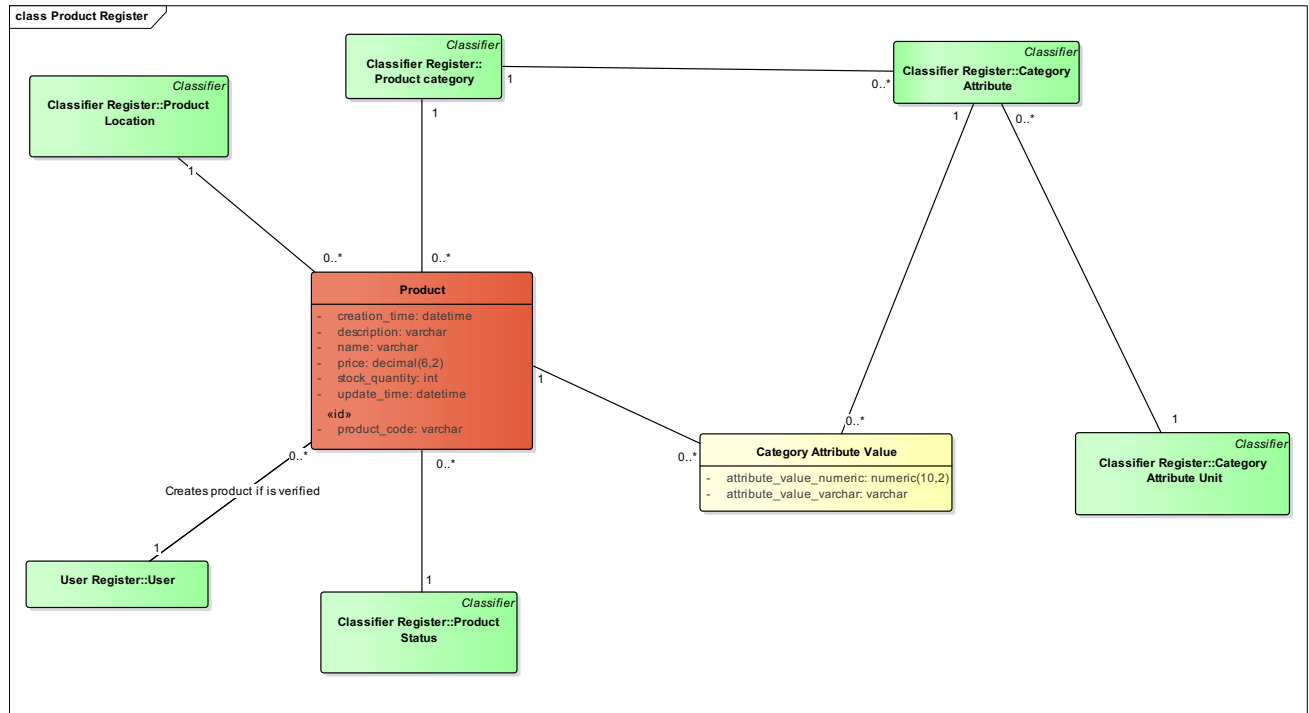 class Product Register
Classifier
Classifier Register::
Product category
1
0..*
Classifier
Classifier Register::Category
Attribute
Classifier
Classifier Register::Product
Location
1
1
1
0..*
0..*
0..*
Product
- creation_time: datetime
- description: varchar
- name: varchar
- price: decimal(6,2)
- stock_quantity: int
- update_time: datetime
«id»
- product_code: varchar
1
0..*
0..*
0..*
0..*
1
Category Attribute Value
- attribute_value_numeric: numeric(10,2)
- attribute_value_varchar: varchar
Classifier
Classifier Register::Category
Attribute Unit
Creates product if is verified
1
User Register::User
1
Classifier
Classifier Register::Product
Status